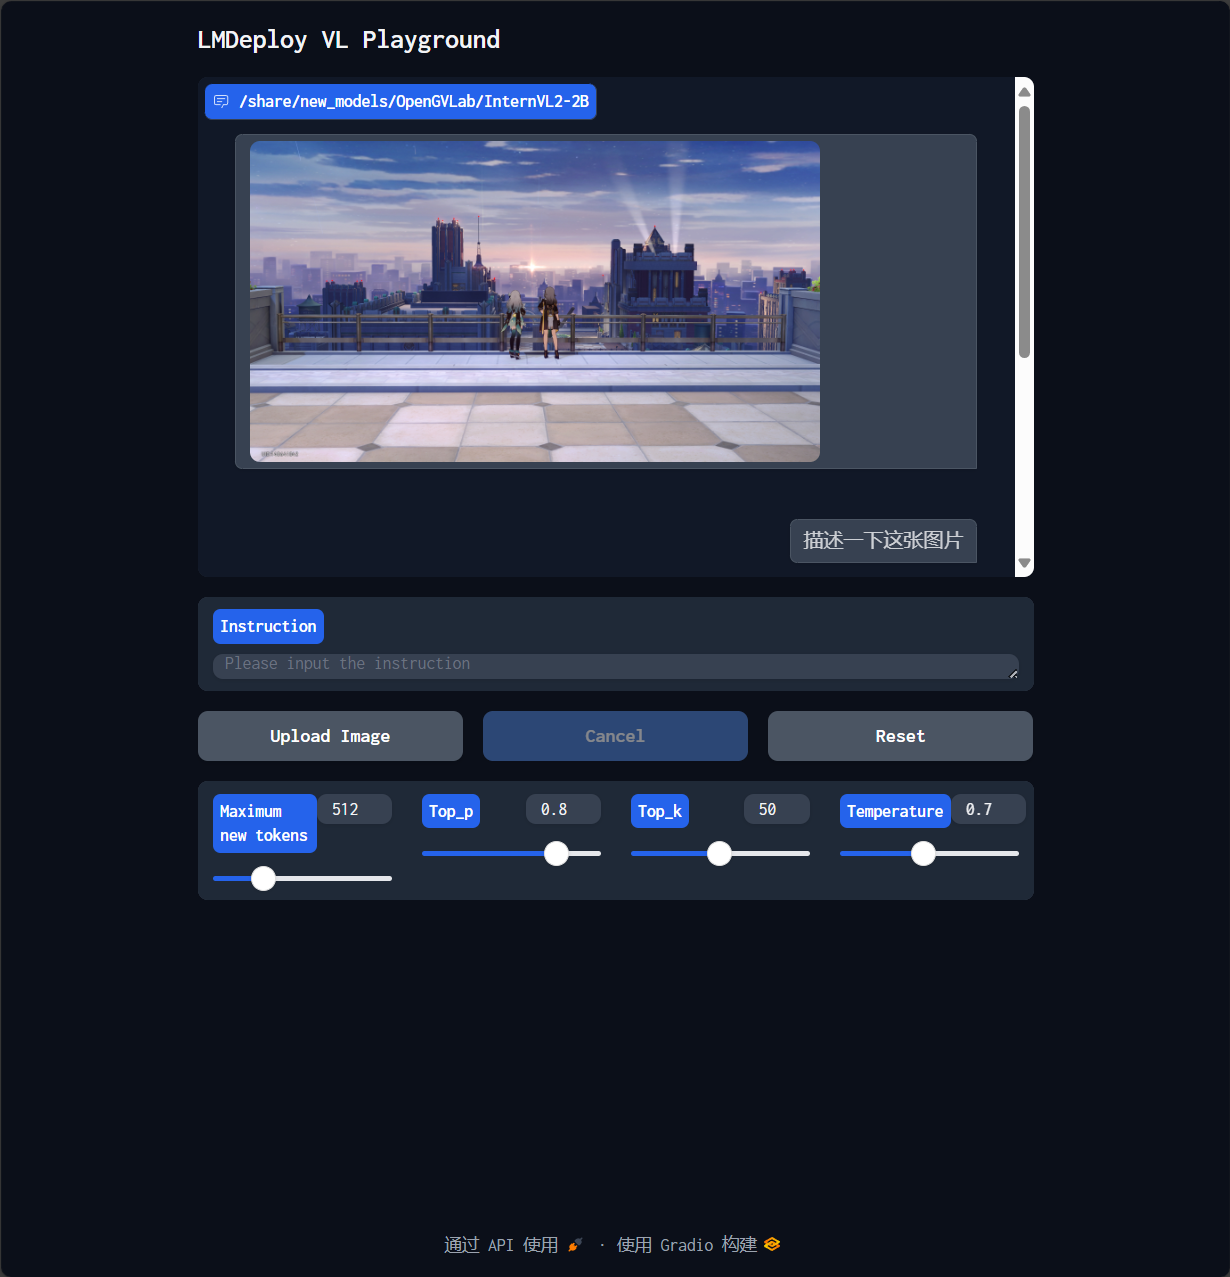 LMDeploy VL Playground
/share/new_models/OpenGVLab/InternVL2-2B
描述一下这张图片
Instruction
Please input the instruction
Upload Image
Cancel
Reset
Maximum new tokens
512
Top_p
0.8
Top_k
50
Temperature
0.7
通过 API 使用 · 使用 Gradio 构建